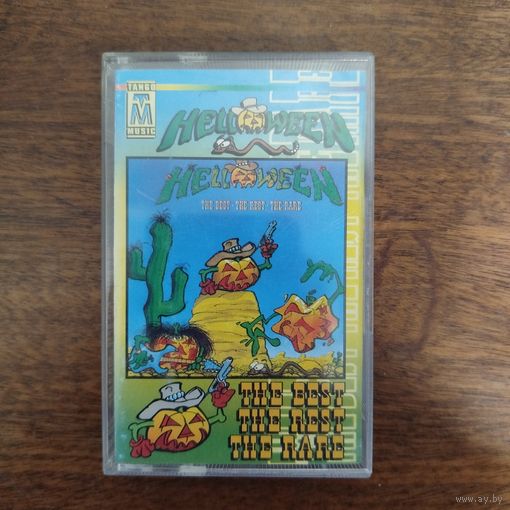 TANGO
M
MUSIC
HELLOWEEN
HELLOWEEN
THE BEST · THE REST · THE RARE
THE BEST
THE REST
THE RARE
www.ay.by